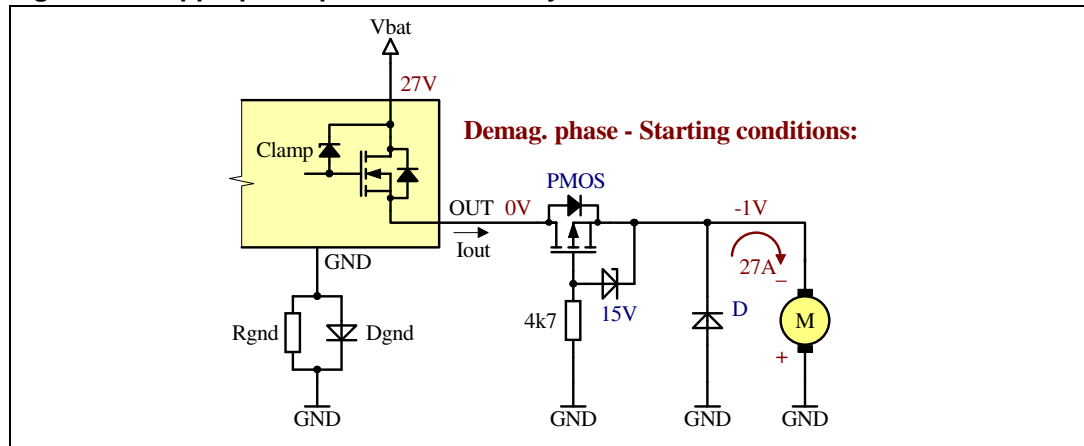 Vbat
27V
Demag. phase - Starting conditions:
Clamp
PMOS
OUT
0V
-1V
Iout
GND
27A
−
15V
4k7
D
M
Rgnd
Dgnd
+
GND
GND
GND
GND